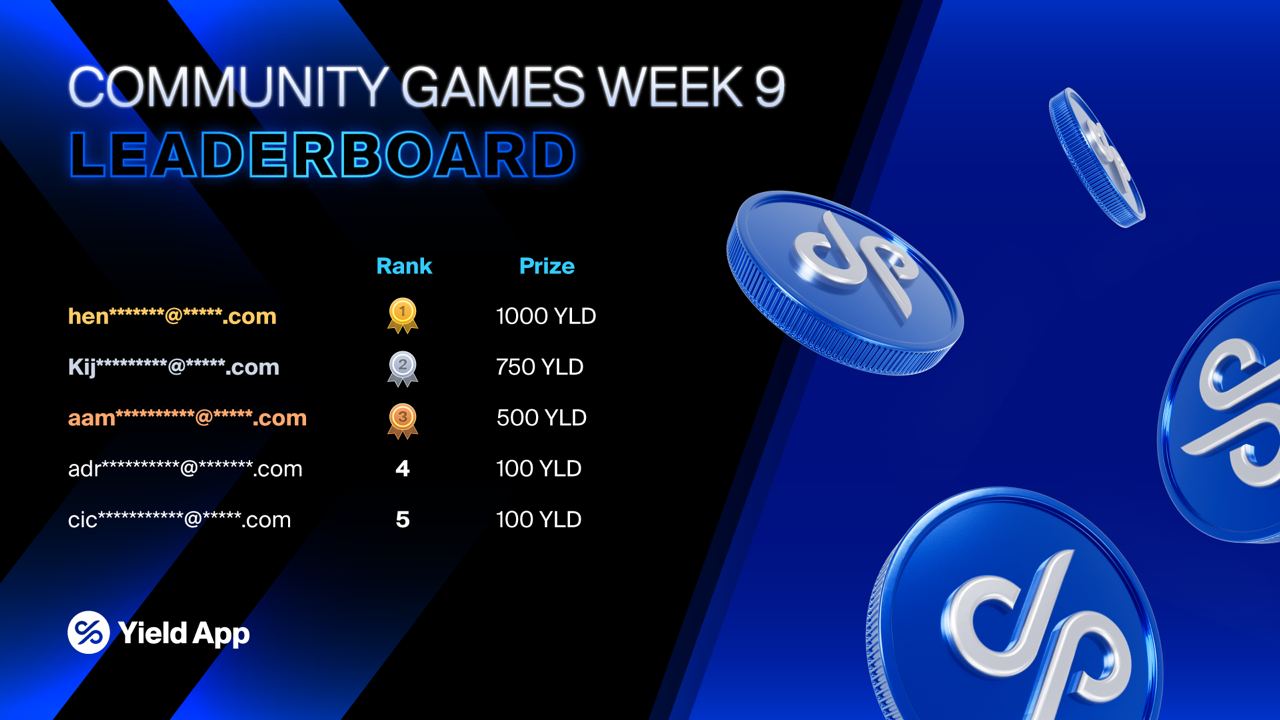 COMMUNITY GAMES WEEK 9
LEADERBOARD
Rank Prize
hen*******@*****.com 1 1000 YLD
Kij*********@*****.com 2 750 YLD
aam**********@*****.com 3 500 YLD
adr**********@*******.com 4 100 YLD
cic***********@*****.com 5 100 YLD
Yield App